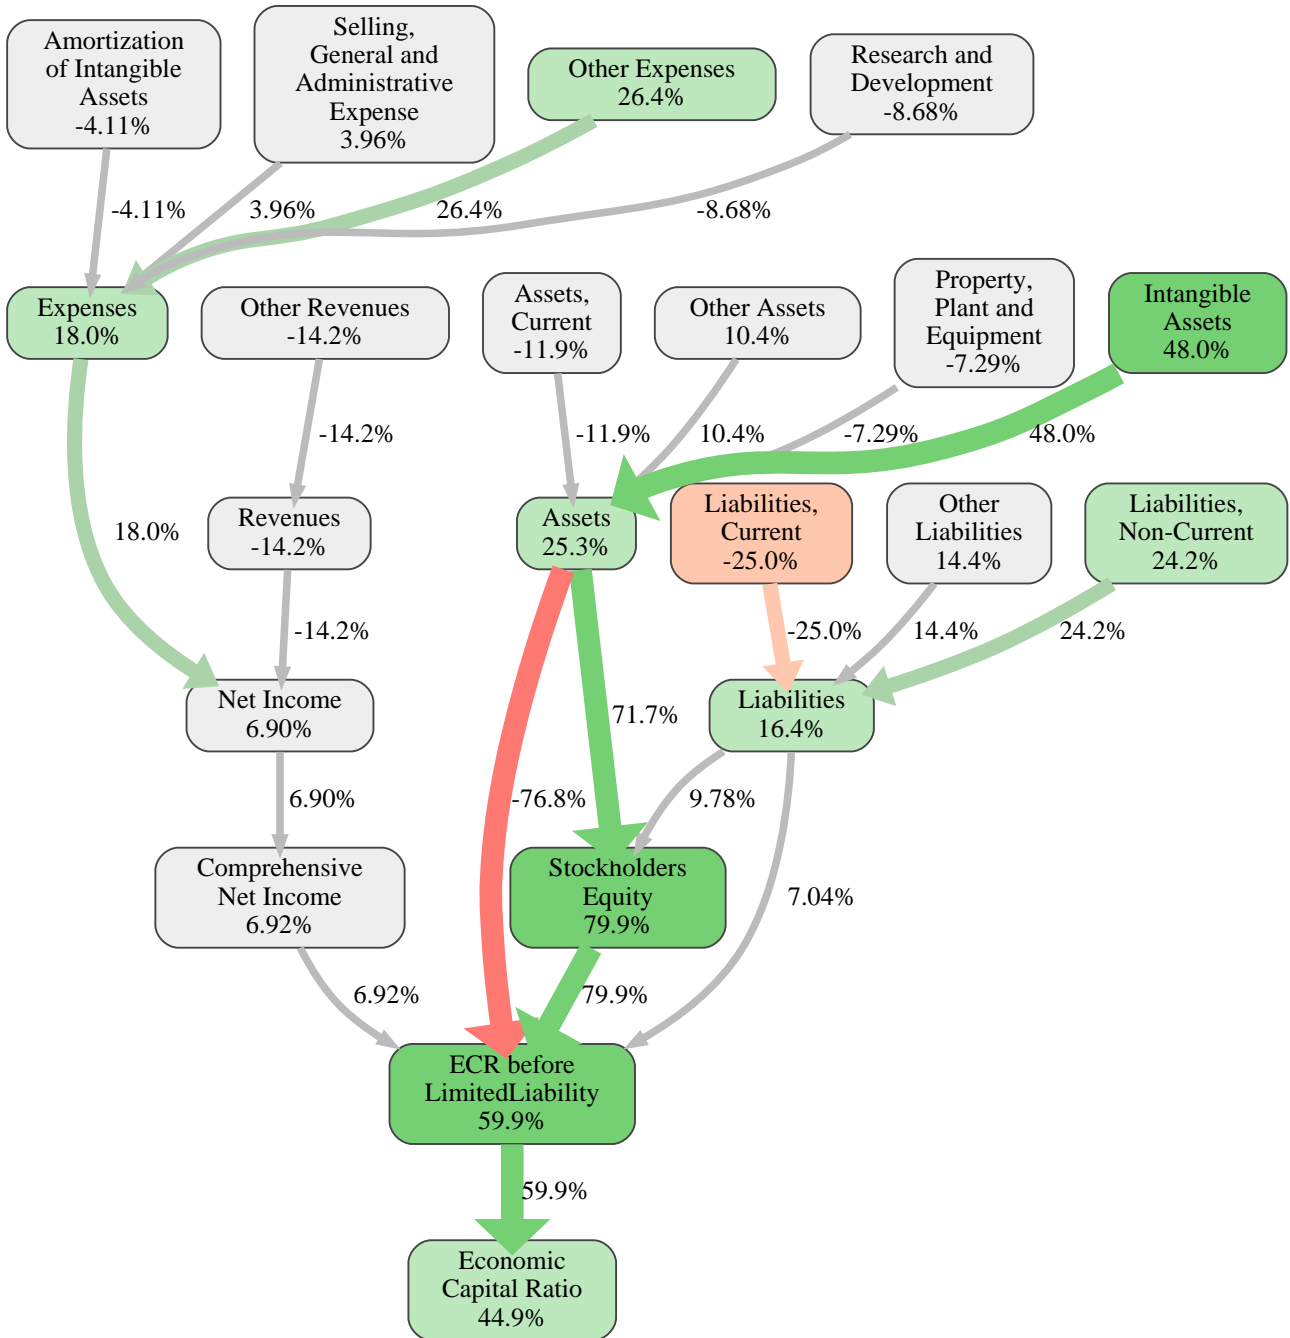 Amortization
of Intangible
Assets
-4.11%
Selling,
General and
Administrative
Expense
3.96%
Other Expenses
26.4%
Research and
Development
-8.68%
-4.11%
3.96%
26.4%
-8.68%
Expenses
18.0%
Other Revenues
-14.2%
Assets,
Current
-11.9%
Other Assets
10.4%
Property,
Plant and
Equipment
-7.29%
Intangible
Assets
48.0%
-14.2%
-11.9%
10.4%
-7.29%
48.0%
18.0%
Revenues
-14.2%
Assets
25.3%
Liabilities,
Current
-25.0%
Other
Liabilities
14.4%
Liabilities,
Non-Current
24.2%
-14.2%
-25.0%
14.4%
24.2%
Net Income
6.90%
71.7%
Liabilities
16.4%
6.90%
-76.8%
9.78%
Comprehensive
Net Income
6.92%
Stockholders
Equity
79.9%
7.04%
6.92%
79.9%
ECR before
LimitedLiability
59.9%
59.9%
Economic
Capital Ratio
44.9%